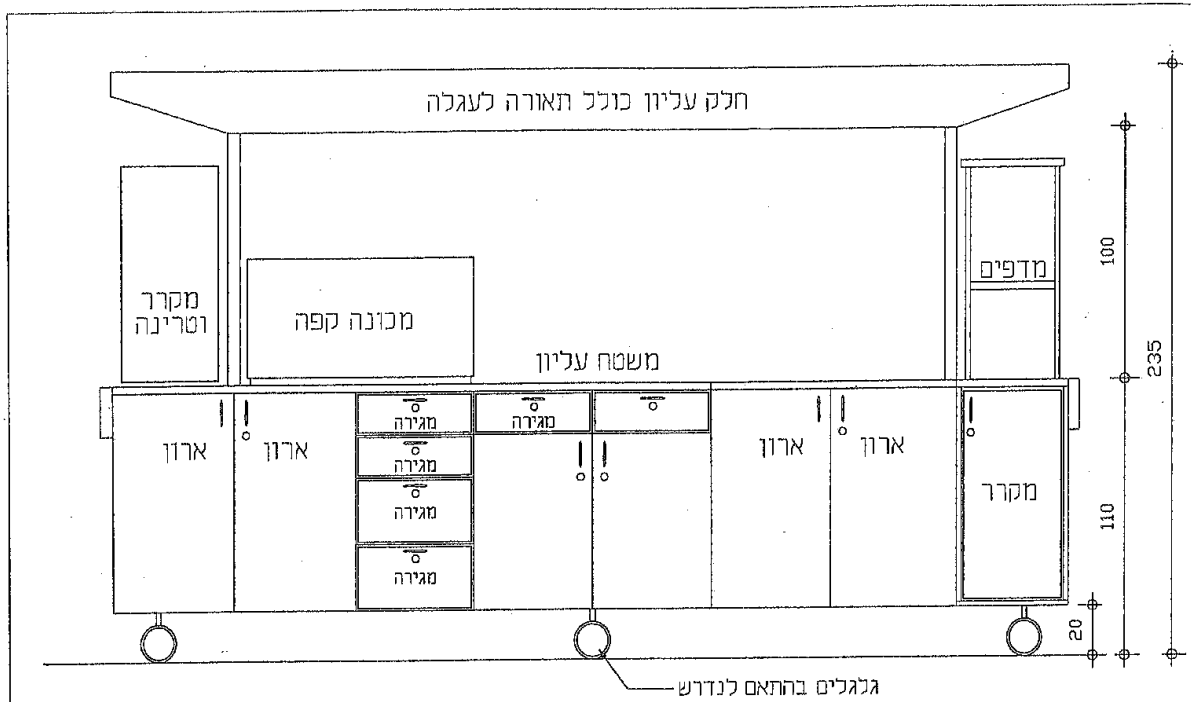 חלק עליון כולל תאורה לעגלה
מקרר
וטרינה
מכונה קפה
משטח עליון
מדפים
100
235
ארון
ארון
מגירה
מגירה
מגירה
מגירה
מגירה
ארון
ארון
מקרר
110
20
גלגלים בהתאם לנדרש